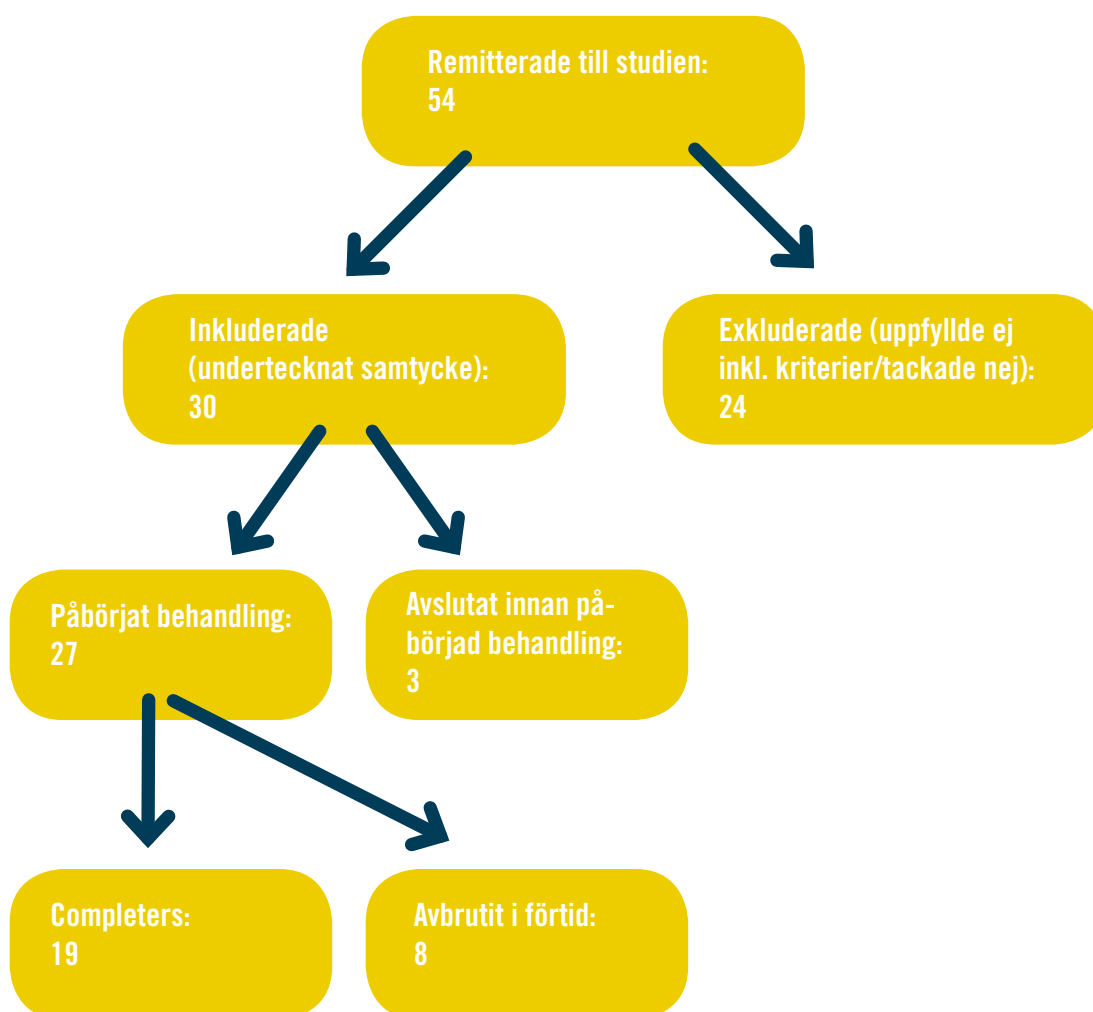 Remitterade till studien:
54
Inkluderade
(undertecknat samtycke):
30
Exkluderade (uppfyllde ej
inkl. kriterier/tackade nej):
24
Påbörjat behandling:
27
Avslutat innan på-
börjad behandling:
3
Completers:
19
Avbrutit i förtid:
8